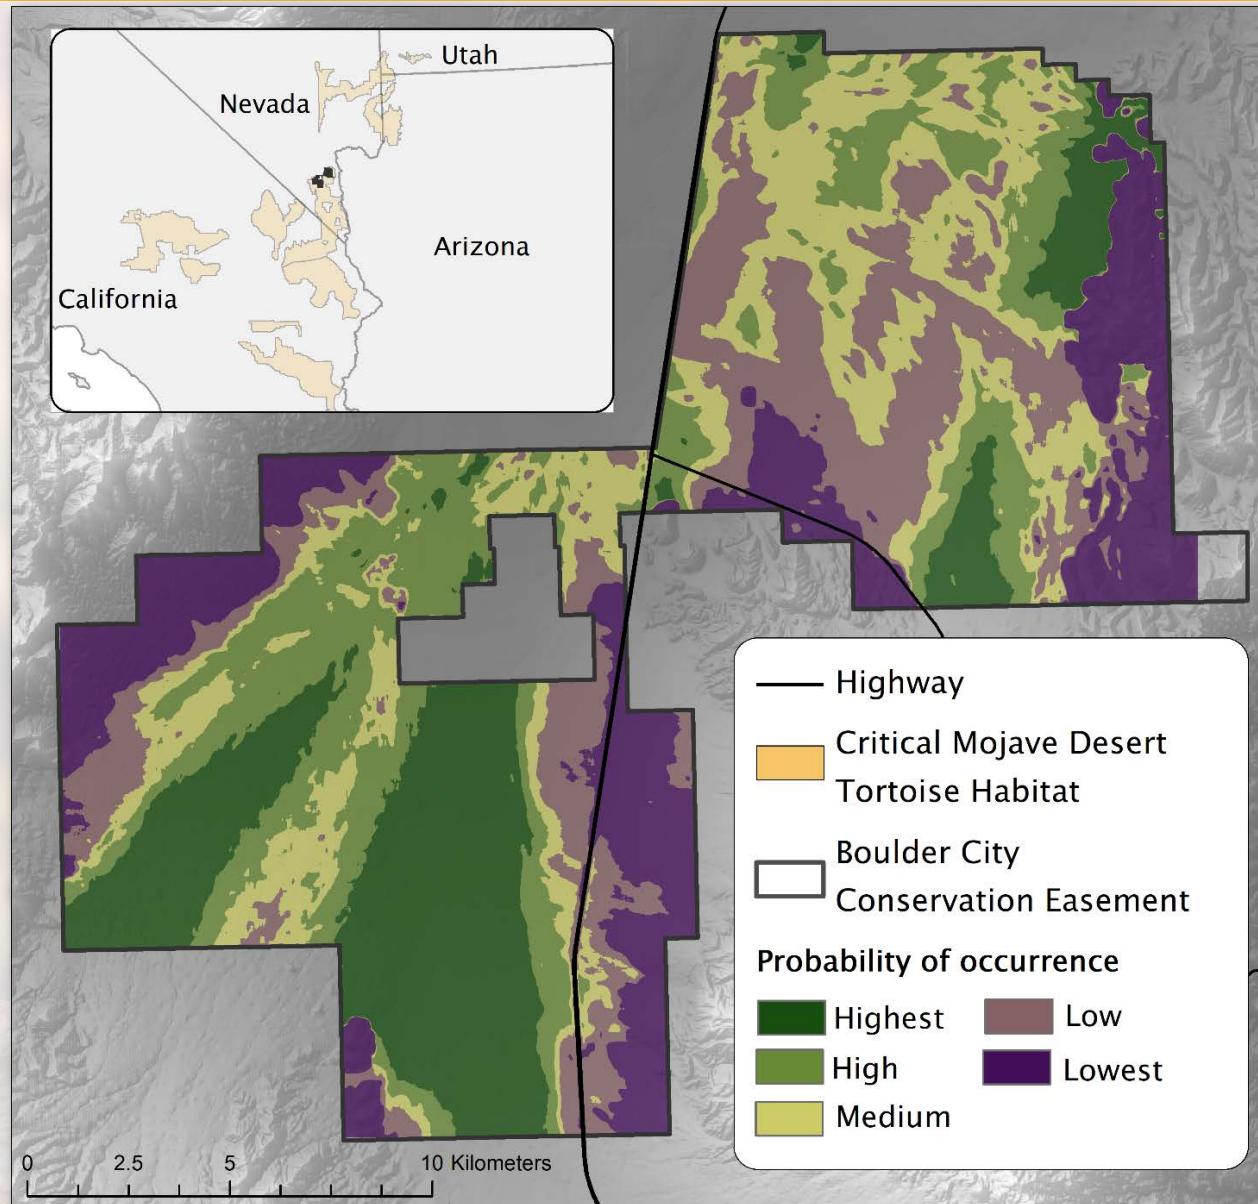 Utah
Nevada
Arizona
California
Highway
Critical Mojave Desert
Tortoise Habitat
Boulder City
Conservation Easement
Probability of occurrence
Highest
Low
High
Lowest
Medium
0
2.5
5
10 Kilometers